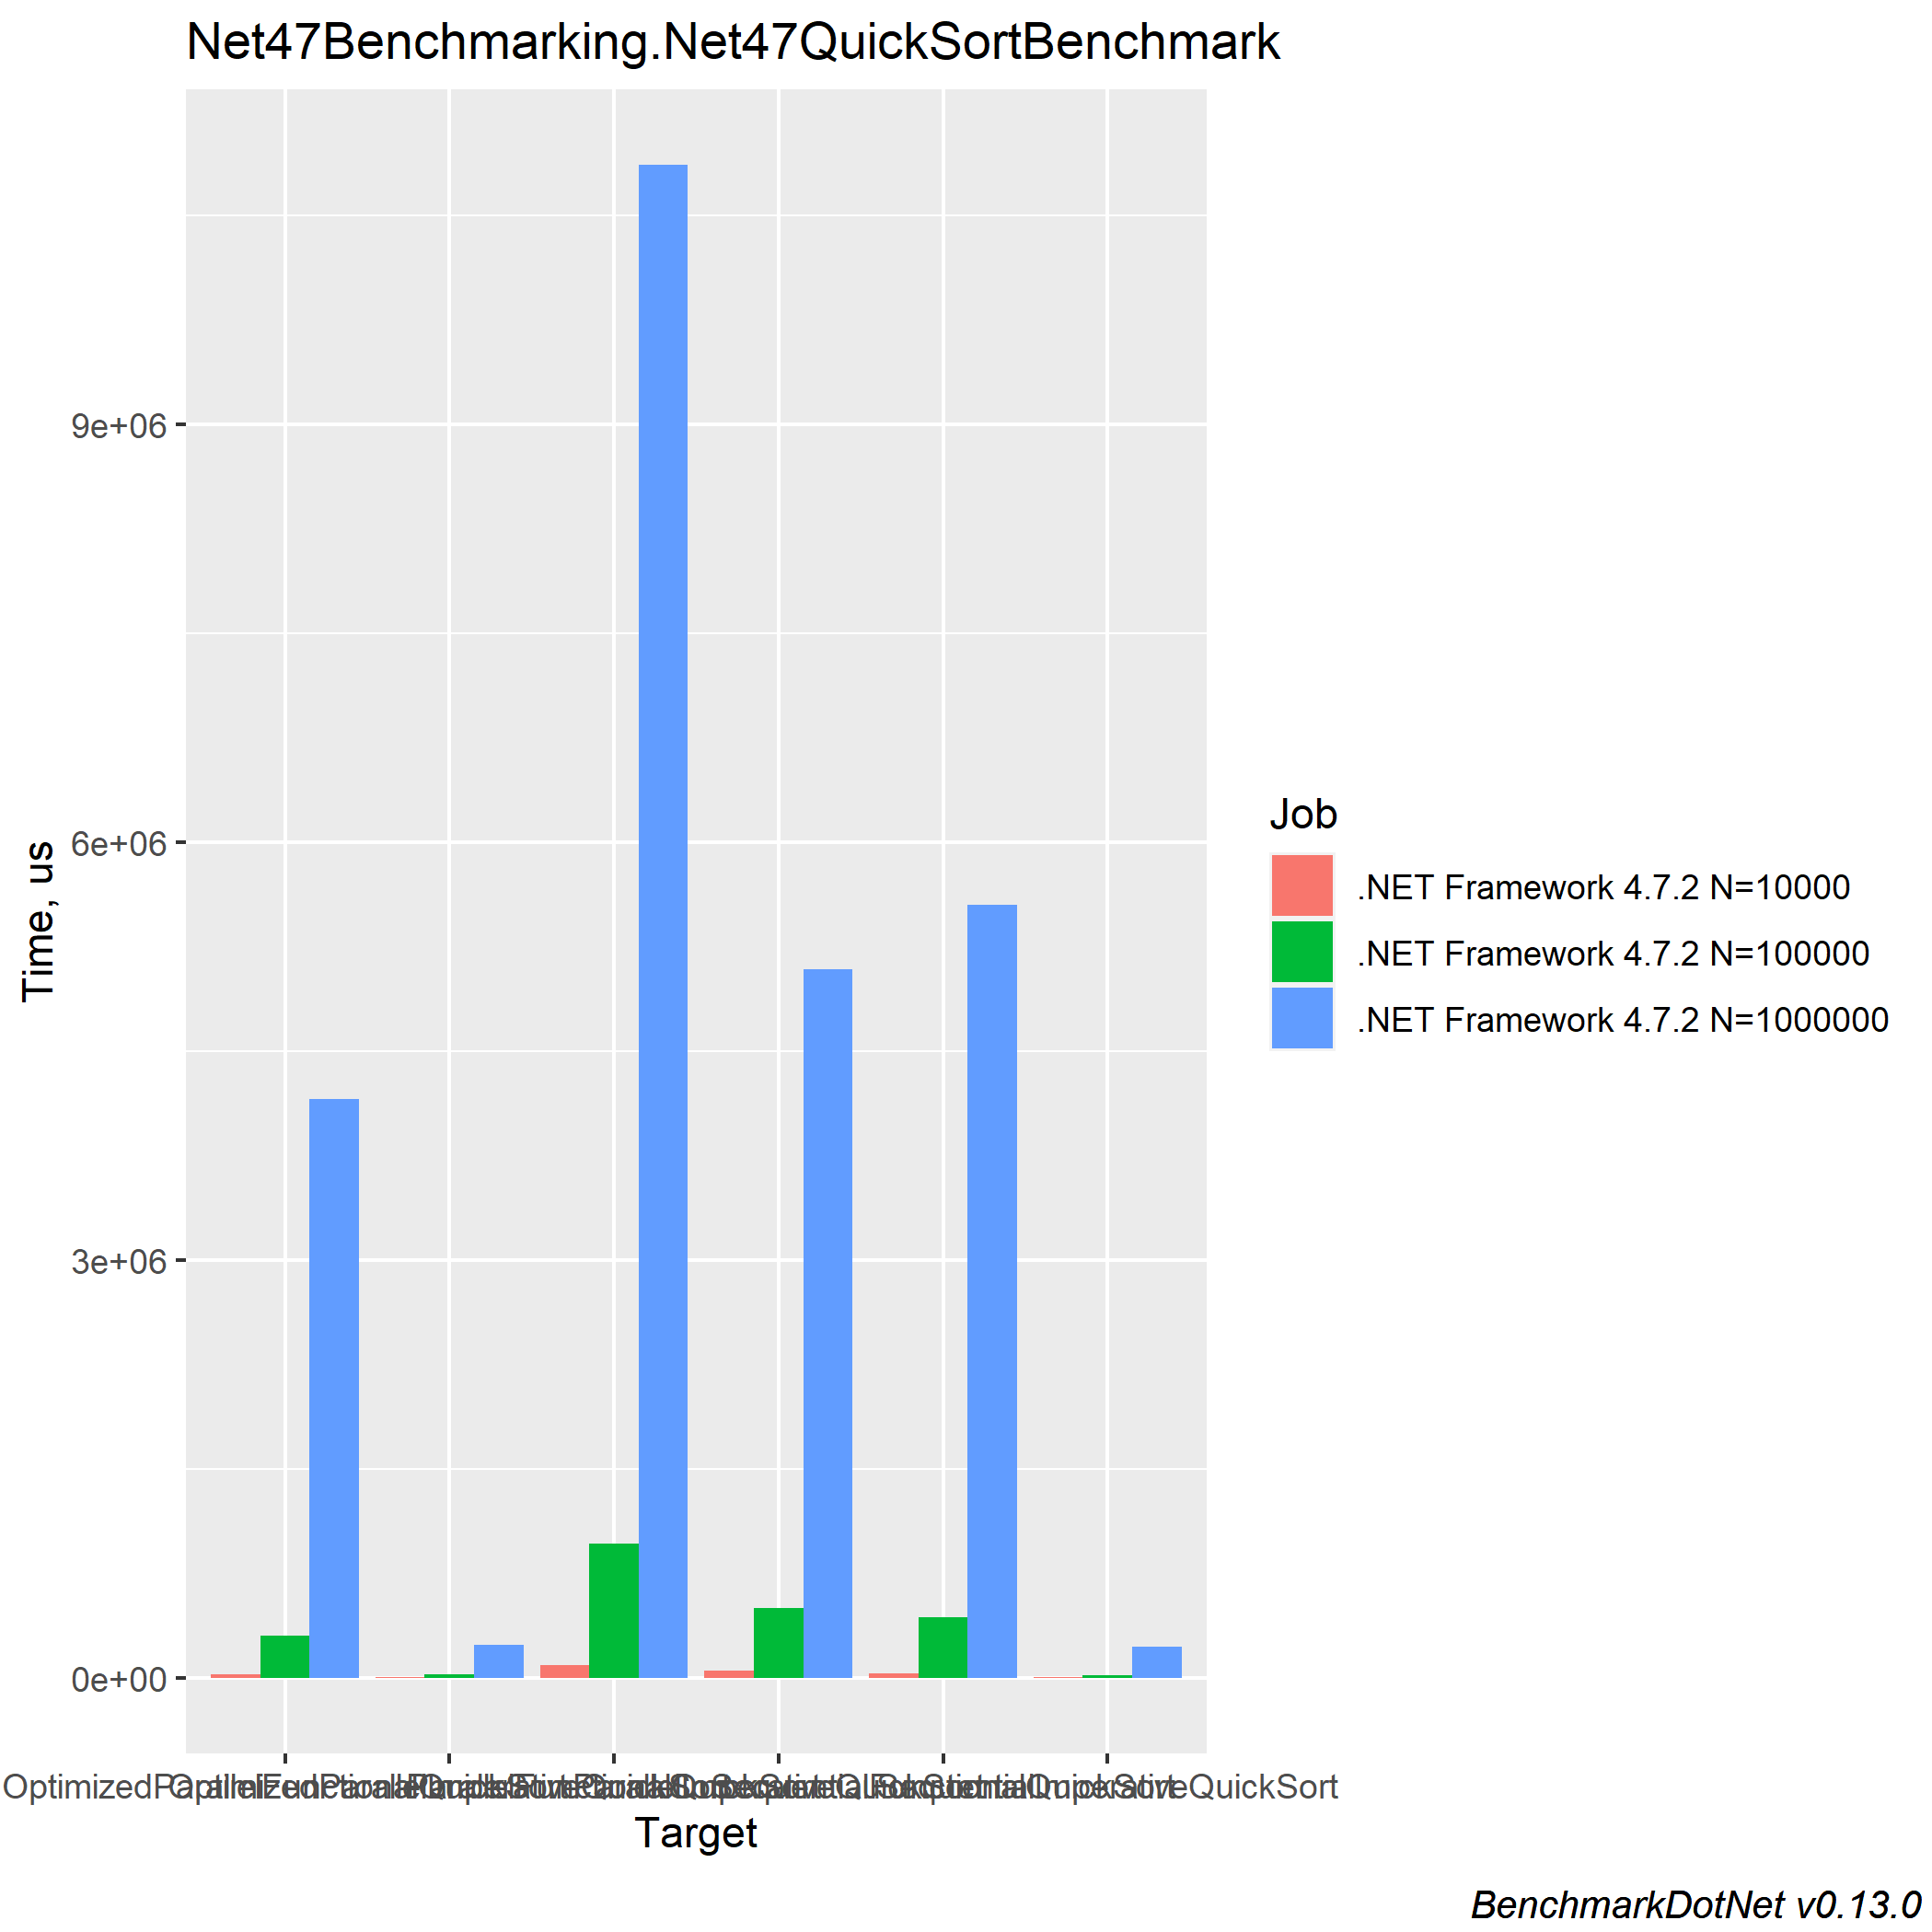 Net47Benchmarking.Net47QuickSortBenchmark
9e+06
6e+06
3e+06
0e+00
Time, us
Job
.NET Framework 4.7.2 N=10000
.NET Framework 4.7.2 N=100000
.NET Framework 4.7.2 N=1000000
Target
BenchmarkDotNet v0.13.0